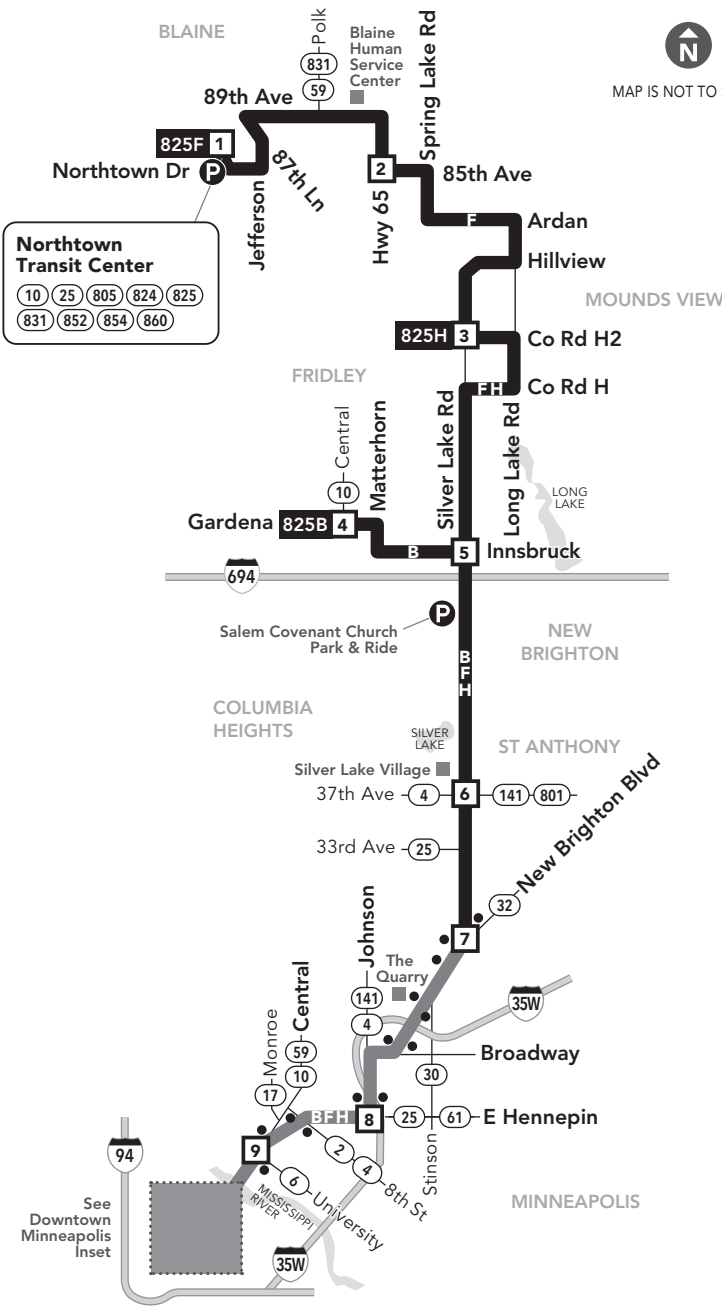 BLAINE
Polk
831
59
Blaine
Human
Service
Center
Spring Lake Rd
N
MAP IS NOT TO
89th Ave
825F 1
Northtown Dr P
Jefferson
87th Ln
2
Hwy 65
85th Ave
F
Ardan
Hillview
Northtown
Transit Center
10 25 805 824 825
831 852 854 860
MOUNDS VIEW
825H 3
Co Rd H2
FRIDLEY
F H
Co Rd H
Central
10
Matterhorn
Silver Lake Rd
Long Lake Rd
LONG
LAKE
Gardena 825B 4
B
5 Innsbruck
694
P
Salem Covenant Church
Park & Ride
NEW
BRIGHTON
B
F
H
COLUMBIA
HEIGHTS
SILVER
LAKE
ST ANTHONY
Silver Lake Village
37th Ave 4 6 141 801
33rd Ave 25
New Brighton Blvd
32
7
Johnson
The
Quarry
141
4
35W
Central
59
10
Monroe
17
Broadway
30
Stinson
BFH 8 25 61 E Hennepin
9
2
4
8th St
6
University
MISSISSIPPI
RIVER
94
See
Downtown
Minneapolis
Inset
MINNEAPOLIS
35W